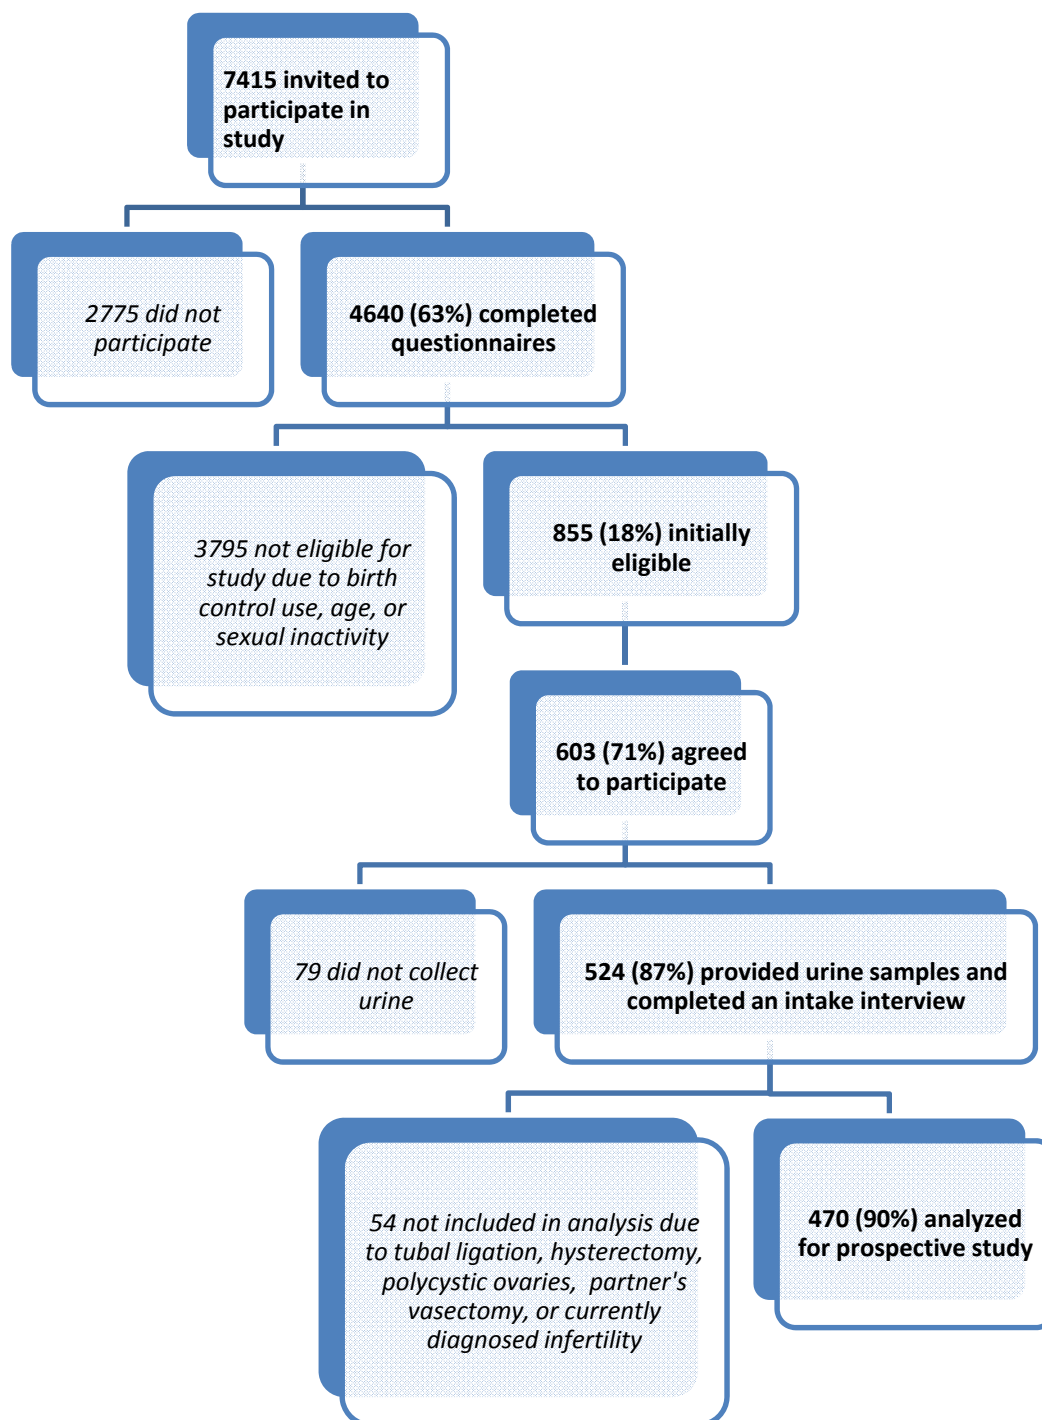 7415 invited to
participate in
study
2775 did not
participate
4640 (63%) completed
questionnaires
3795 not eligible for
study due to birth
control use, age, or
sexual inactivity
855 (18%) initially
eligible
603 (71%) agreed
to participate
79 did not collect
urine
524 (87%) provided urine samples and
completed an intake interview
54 not included in analysis due
to tubal ligation, hysterectomy,
polycystic ovaries, partner's
vasectomy, or currently
diagnosed infertility
470 (90%) analyzed
for prospective study